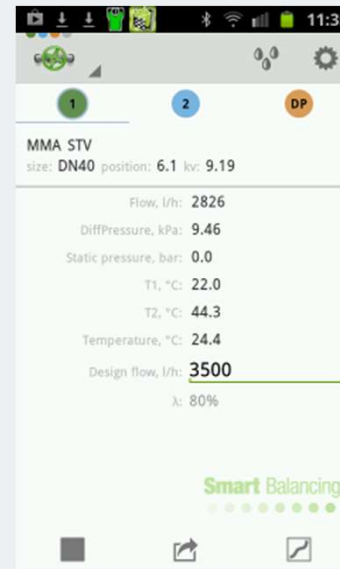 11:3
1 2 DP
MMA STV
size: DN40 position: 6.1 kv: 9.19
Flow, l/h: 2826
DiffPressure, kPa: 9.46
Static pressure, bar: 0.0
T1, °C: 22.0
T2, °C: 44.3
Temperature, °C: 24.4
Design flow, l/h: 3500
λ: 80%
Smart Balancing